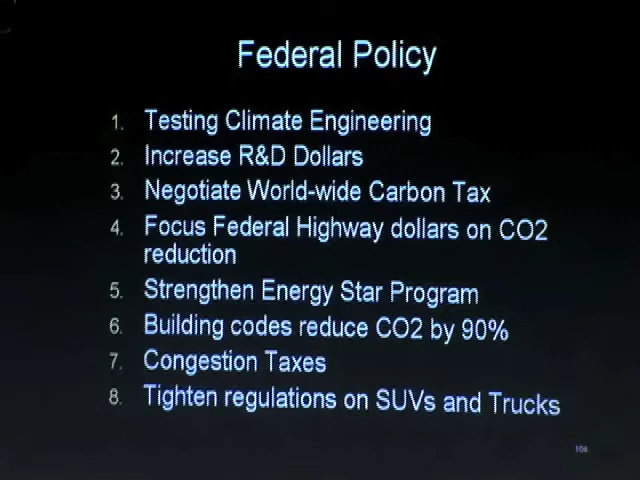 Federal Policy
1. Testing Climate Engineering
2. Increase R&D Dollars
3. Negotiate World-wide Carbon Tax
4. Focus Federal Highway dollars on CO2
reduction
5. Strengthen Energy Star Program
6. Building codes reduce CO2 by 90%
7. Congestion Taxes
8. Tighten regulations on SUVs and Trucks